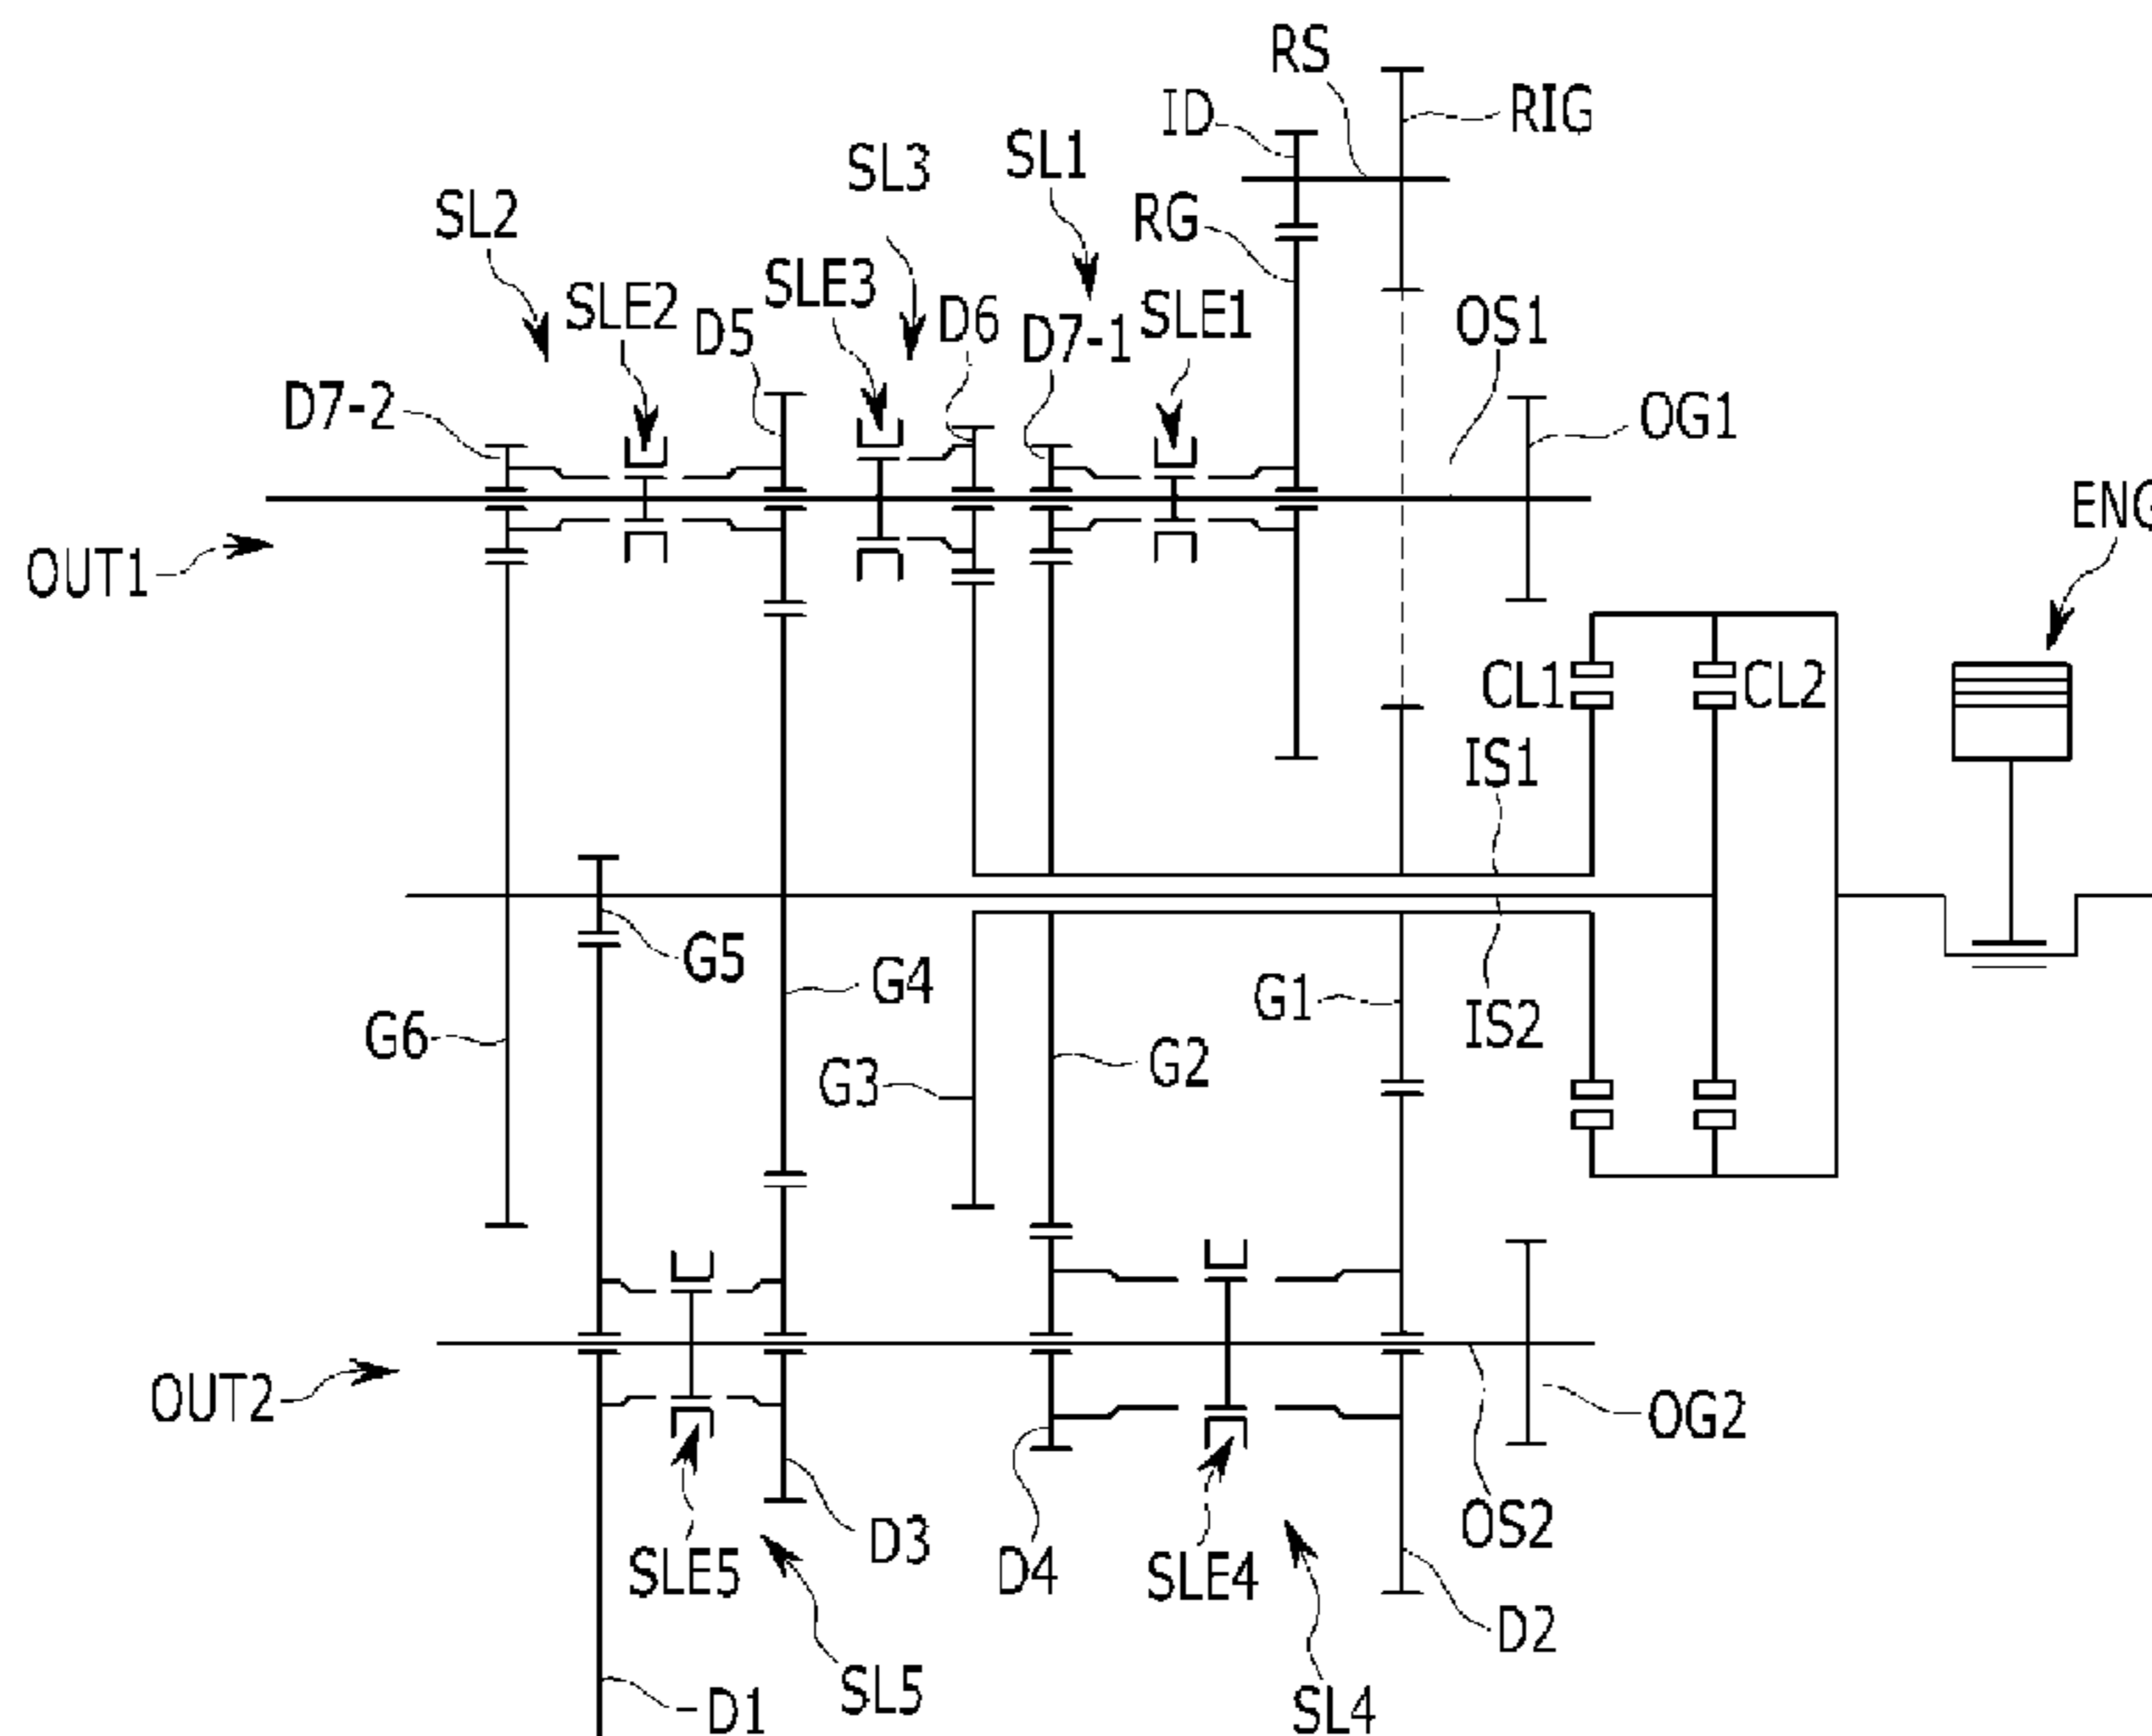 RS
ID
RIG
SL3
SL1
SL2
RG
SLE3
SLE2
D5
D6
D7-1
SLE1
OS1
D7-2
OG1
ENG
OUT1
CL1
CL2
IS1
G5
G4
G1
IS2
G6
G3
G2
OUT2
OG2
SLE5
D3
D4
SLE4
OS2
D2
SL5
SL4
D1